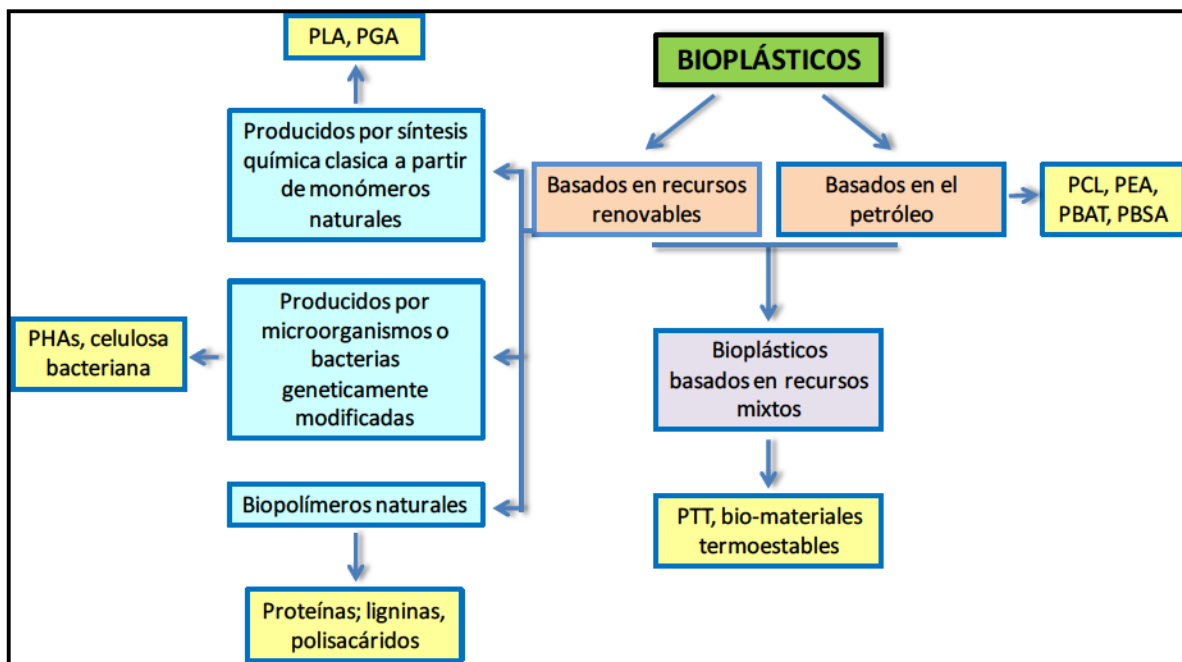 PLA, PGA
BIOPLÁSTICOS
Producidos por síntesis
química clasica a partir
de monómeros
naturales
Basados en recursos
renovables
Basados en el
petróleo
PCL, PEA,
PBAT, PBSA
Producidos por
microorganismos o
bacterias
geneticamente
modificadas
PHAs, celulosa
bacteriana
Bioplásticos
basados en recursos
mixtos
Biopolímeros naturales
PTT, bio-materiales
termoestables
Proteínas; ligninas,
polisacáridos